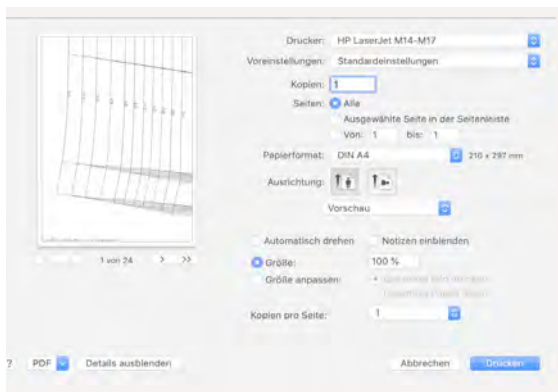 Drucker: HP LaserJet M14-M17
Voreinstellungen: Standardeinstellungen
Kopien: 1
Seiten: Alle
Ausgewählte Seite in der Seitenleiste
Von: 1 bis: 1
Papierformat: DIN A4 210 x 297 mm
Ausrichtung:
Vorschau
Automatisch drehen Notizen einblenden
1 von 24 > >>
Größe: 100 %
Größe anpassen:
Kopien pro Seite: 1
? PDF Details ausblenden Abbrechen Drucken